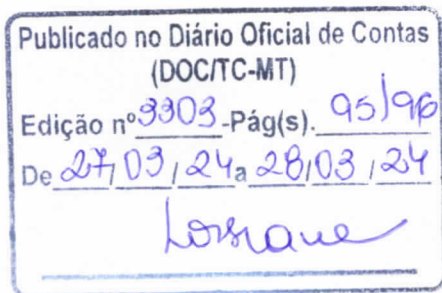 Publicado no Diário Oficial de Contas
(DOC/TC-MT)
Edição nº 3303 -Pág(s). 95/96
De 27/03/24 a 28/03/24